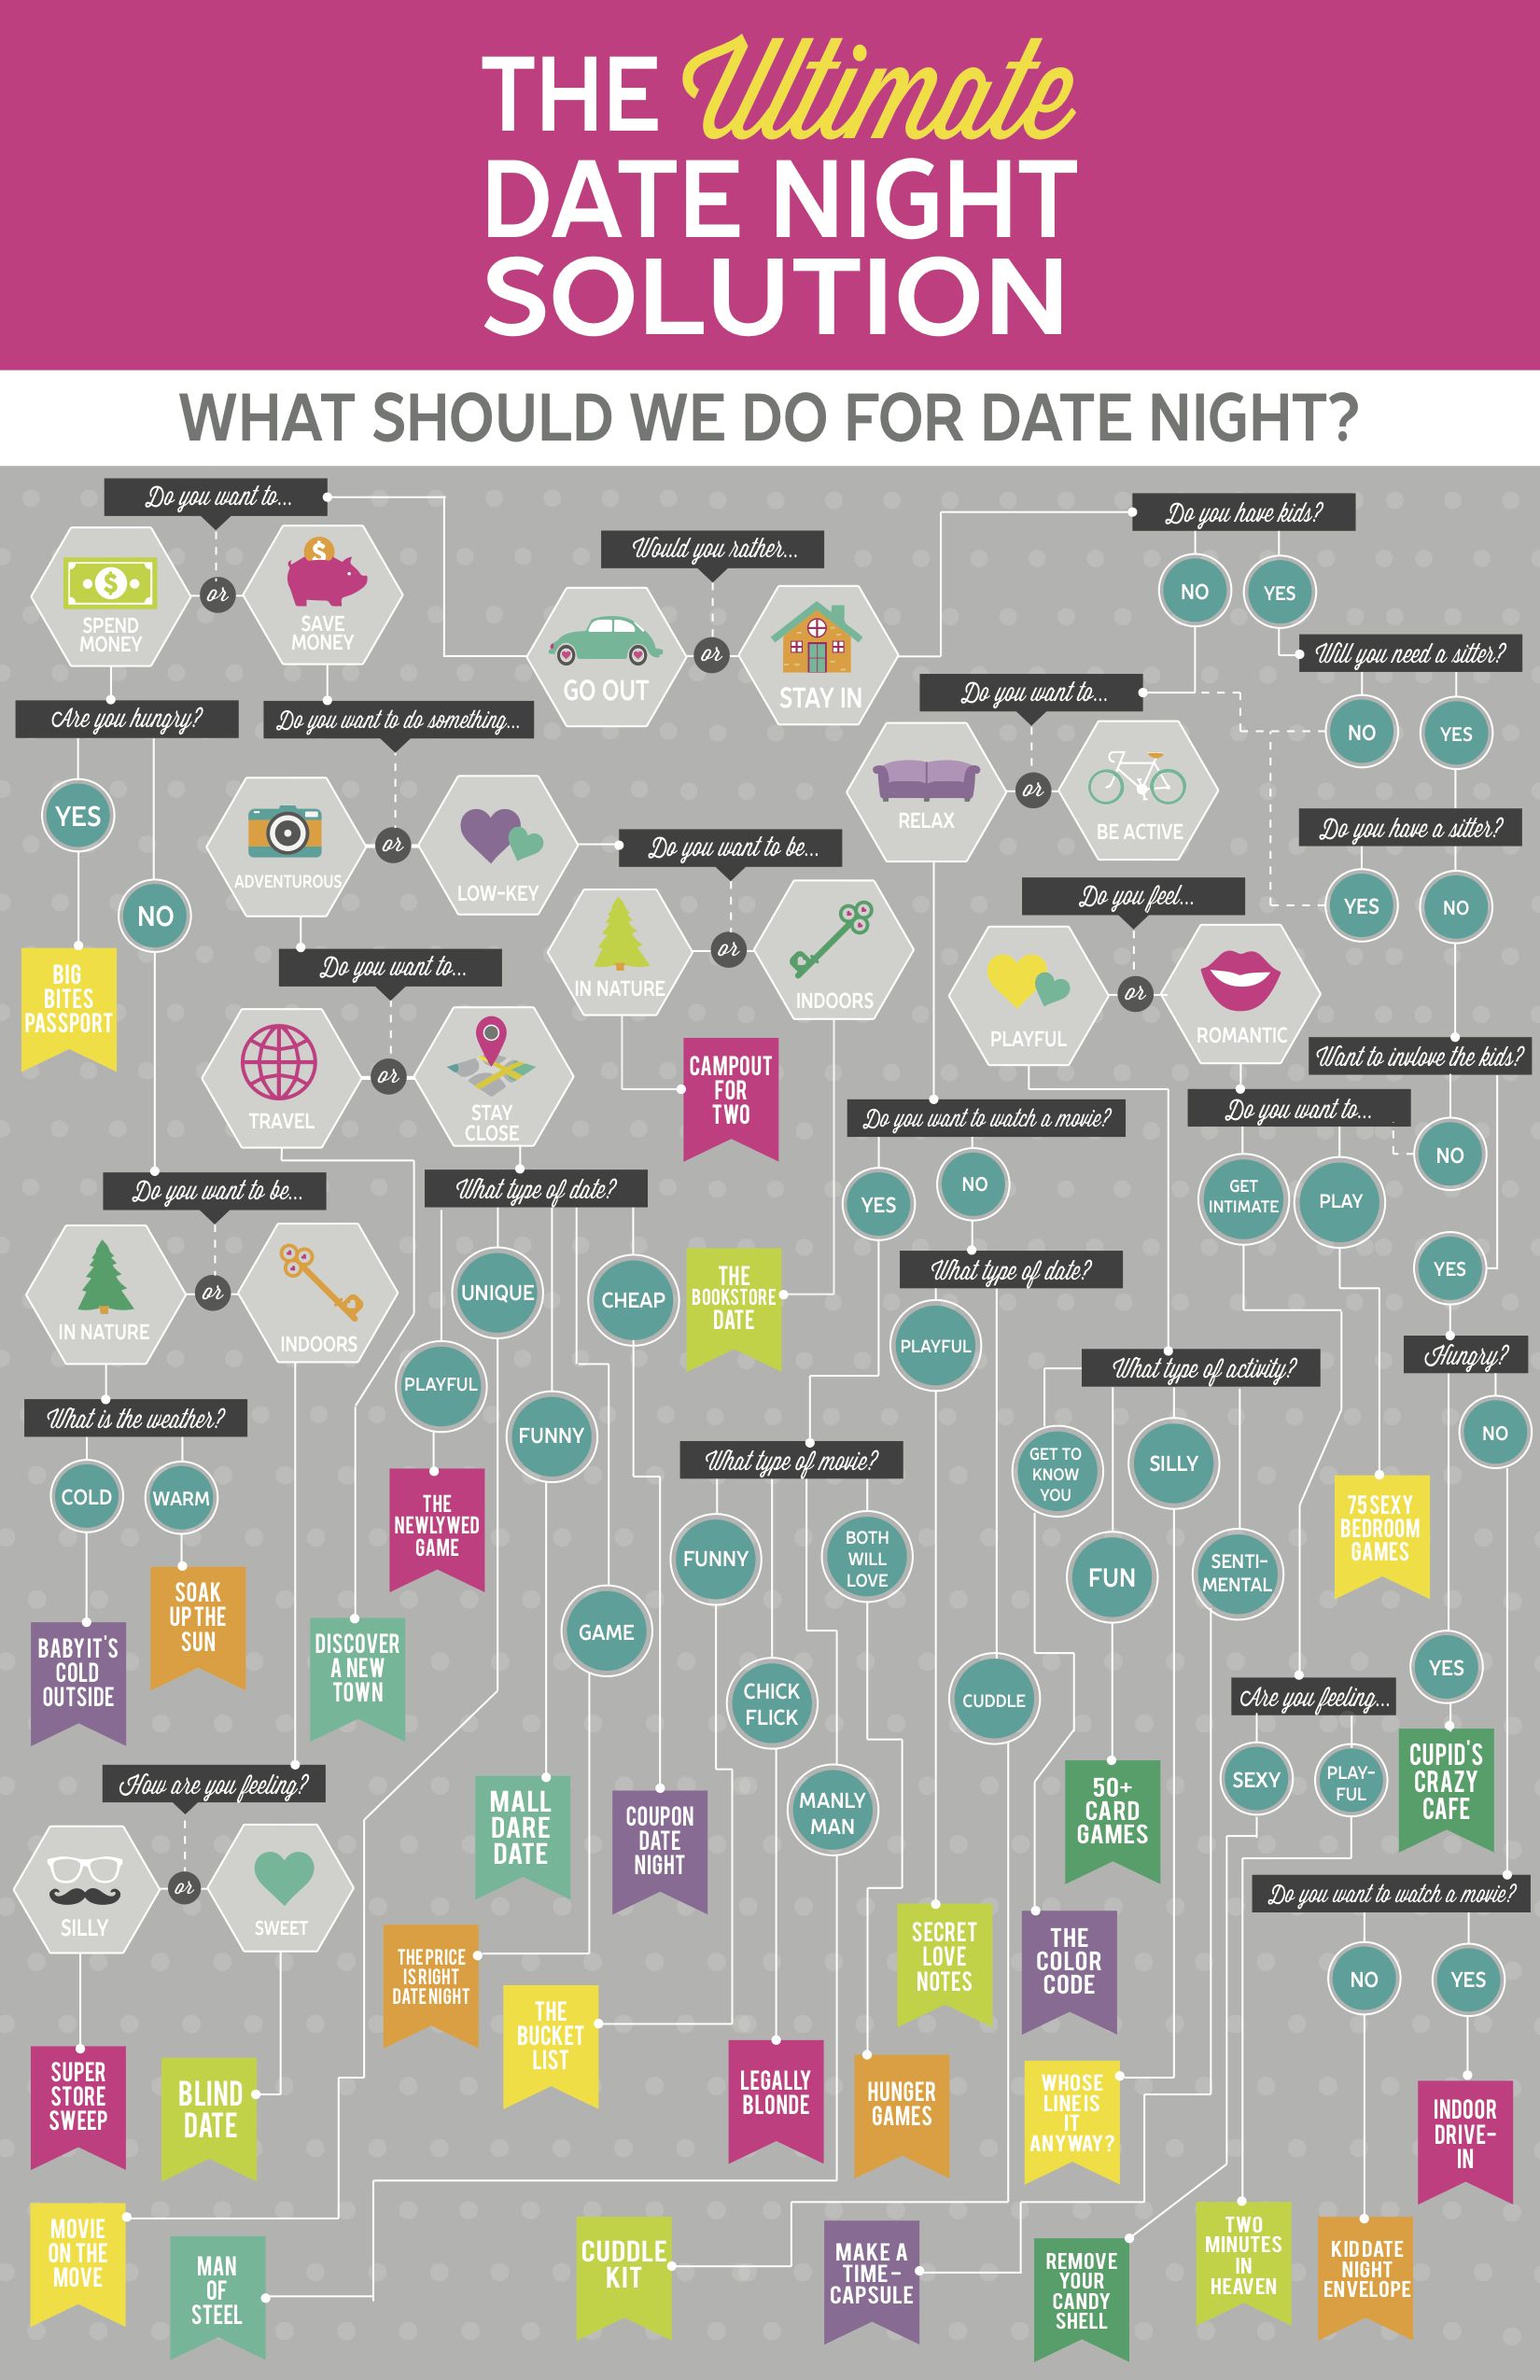 THE Ultimate
DATE NIGHT
SOLUTION
WHAT SHOULD WE DO FOR DATE NIGHT?
Do you want to...
SPEND
MONEY
or
$
SAVE
MONEY
Would you rather...
GO OUT
or
STAY IN
Do you have kids?
NO
YES
Will you need a sitter?
NO
YES
Do you have a sitter?
YES
NO
Are you hungry?
YES
NO
BIG
BITES
PASSPORT
Do you want to do something...
ADVENTUROUS
or
LOW-KEY
Do you want to be...
IN NATURE
or
INDOORS
CAMPOUT
FOR
TWO
THE
BOOKSTORE
DATE
Do you want to...
RELAX
or
BE ACTIVE
Do you feel...
PLAYFUL
or
ROMANTIC
Want to invlove the kids?
NO
YES
Do you want to...
GET
INTIMATE
PLAY
Do you want to...
TRAVEL
or
STAY
CLOSE
Do you want to watch a movie?
YES
NO
What type of date?
PLAYFUL
CUDDLE
Do you want to be...
IN NATURE
or
INDOORS
What type of date?
UNIQUE
CHEAP
PLAYFUL
FUNNY
GAME
What is the weather?
COLD
WARM
BABY IT'S
COLD
OUTSIDE
SOAK
UP THE
SUN
DISCOVER
A NEW
TOWN
THE
NEWLYWED
GAME
What type of movie?
FUNNY
BOTH
WILL
LOVE
CHICK
FLICK
MANLY
MAN
What type of activity?
GET TO
KNOW
YOU
SILLY
FUN
SENTI-
MENTAL
75 SEXY
BEDROOM
GAMES
Hungry?
NO
YES
CUPID'S
CRAZY
CAFE
Are you feeling...
SEXY
PLAY-
FUL
How are you feeling?
SILLY
or
SWEET
MALL
DARE
DATE
COUPON
DATE
NIGHT
50+
CARD
GAMES
Do you want to watch a movie?
NO
YES
THE PRICE
IS RIGHT
DATE NIGHT
THE
BUCKET
LIST
SECRET
LOVE
NOTES
THE
COLOR
CODE
SUPER
STORE
SWEEP
BLIND
DATE
LEGALLY
BLONDE
HUNGER
GAMES
WHOSE
LINE IS
IT
ANYWAY?
INDOOR
DRIVE-
IN
MOVIE
ON THE
MOVE
MAN
OF
STEEL
CUDDLE
KIT
MAKE A
TIME-
CAPSULE
REMOVE
YOUR
CANDY
SHELL
TWO
MINUTES
IN
HEAVEN
KID DATE
NIGHT
ENVELOPE